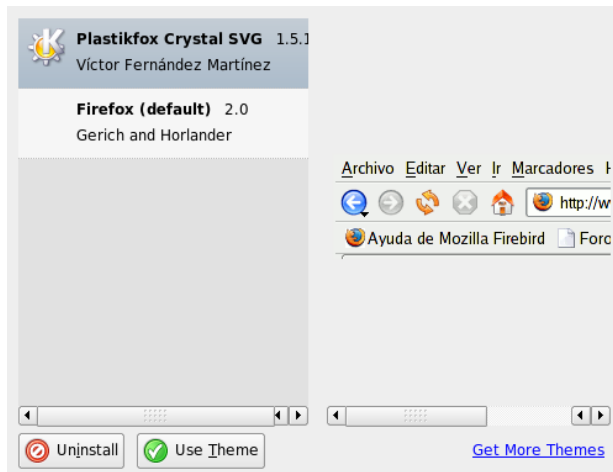 Plastikfox Crystal SVG 1.5.1
Víctor Fernández Martínez
Firefox (default) 2.0
Gerich and Horlander
Archivo Editar Ver Ir Marcadores H
http://w
Ayuda de Mozilla Firebird Foro
Uninstall Use Theme Get More Themes